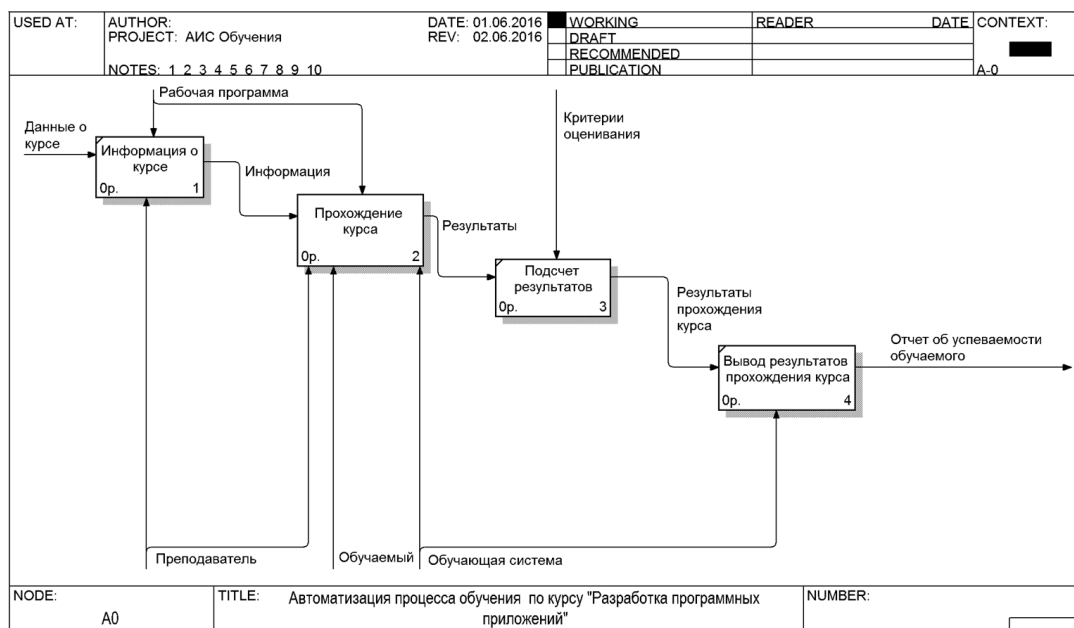 USED AT:
AUTHOR:
DATE: 01.06.2016
WORKING
READER
DATE
CONTEXT:
PROJECT: АИС Обучения
REV: 02.06.2016
DRAFT
RECOMMENDED
NOTES: 1 2 3 4 5 6 7 8 9 10
PUBLICATION
A-0
Рабочая программа
Данные о
курсе
Информация о
курсе
0р.
1
Информация
Критерии
оценивания
Прохождение
курса
0р.
2
Результаты
Подсчет
результатов
0р.
3
Результаты
прохождения
курса
Вывод результатов
прохождения курса
0р.
4
Отчет об успеваемости
обучаемого
Преподаватель
Обучаемый
Обучающая система
NODE:
A0
TITLE:
Автоматизация процесса обучения по курсу "Разработка программных
приложений"
NUMBER: